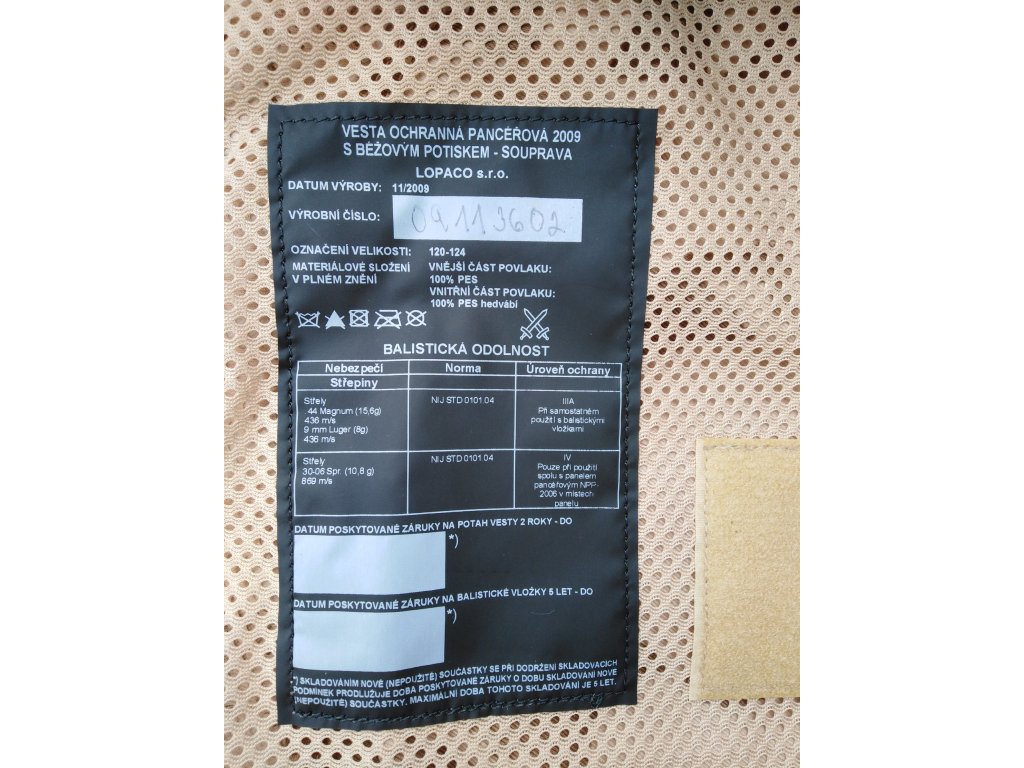 VESTA OCHRANNÁ PANCÉŘOVÁ 2009
S BÉŽOVÝM POTISKEM - SOUPRAVA
LOPACO s.r.o.
DATUM VÝROBY: 11/2009
VÝROBNÍ ČÍSLO: 09113602
OZNAČENÍ VELIKOSTI: 120-124
MATERIÁLOVÉ SLOŽENÍ VNĚJŠÍ ČÁST POVLAKU:
V PLNÉM ZNĚNÍ 100% PES
VNITŘNÍ ČÁST POVLAKU:
100% PES hedvábí
BALISTICKÁ ODOLNOST
Nebezpečí Norma Úroveň ochrany
Střepiny
Střely
.44 Magnum (15,6g)
436 m/s
9 mm Luger (8g)
436 m/s
NIJ STD 0101.04
IIIA
Při samostatném
použití s balistickými
vložkami
Střely
30-06 Spr. (10,8 g)
869 m/s
NIJ STD 0101.04
IV
Pouze při použití
spolu s panelem
pancéřovým NPP-
2006 v místech
panelu
DATUM POSKYTOVANÉ ZÁRUKY NA POTAH VESTY 2 ROKY - DO
*)
DATUM POSKYTOVANÉ ZÁRUKY NA BALISTICKÉ VLOŽKY 5 LET - DO
*)
*) SKLADOVÁNÍM NOVÉ (NEPOUŽITÉ) SOUČÁSTKY SE PŘI DODRŽENÍ SKLADOVACÍCH
PODMÍNEK PRODLUŽUJE DOBA POSKYTOVANÉ ZÁRUKY O DOBU SKLADOVÁNÍ NOVÉ
(NEPOUŽITÉ) SOUČÁSTKY. MAXIMÁLNÍ DOBA TOHOTO SKLADOVÁNÍ JE 5 LET.